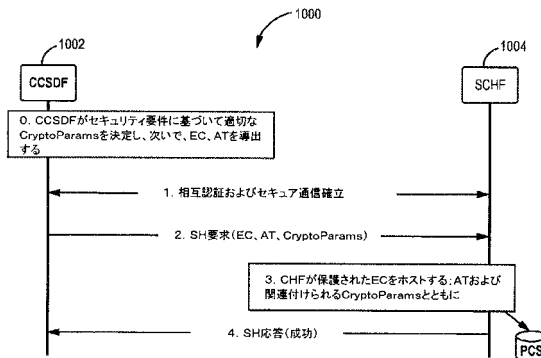 1000
1002
1004
CCSDF
SCHF
0. CCSDFがセキュリティ要件に基づいて適切な
CryptoParamsを決定し、次いで、EC、ATを導出
する
1. 相互認証およびセキュア通信確立
2. SH要求(EC、AT、CryptoParams)
3. CHFが保護されたECをホストする;ATおよび
関連付けられるCryptoParamsとともに
4. SH応答(成功)
PCS